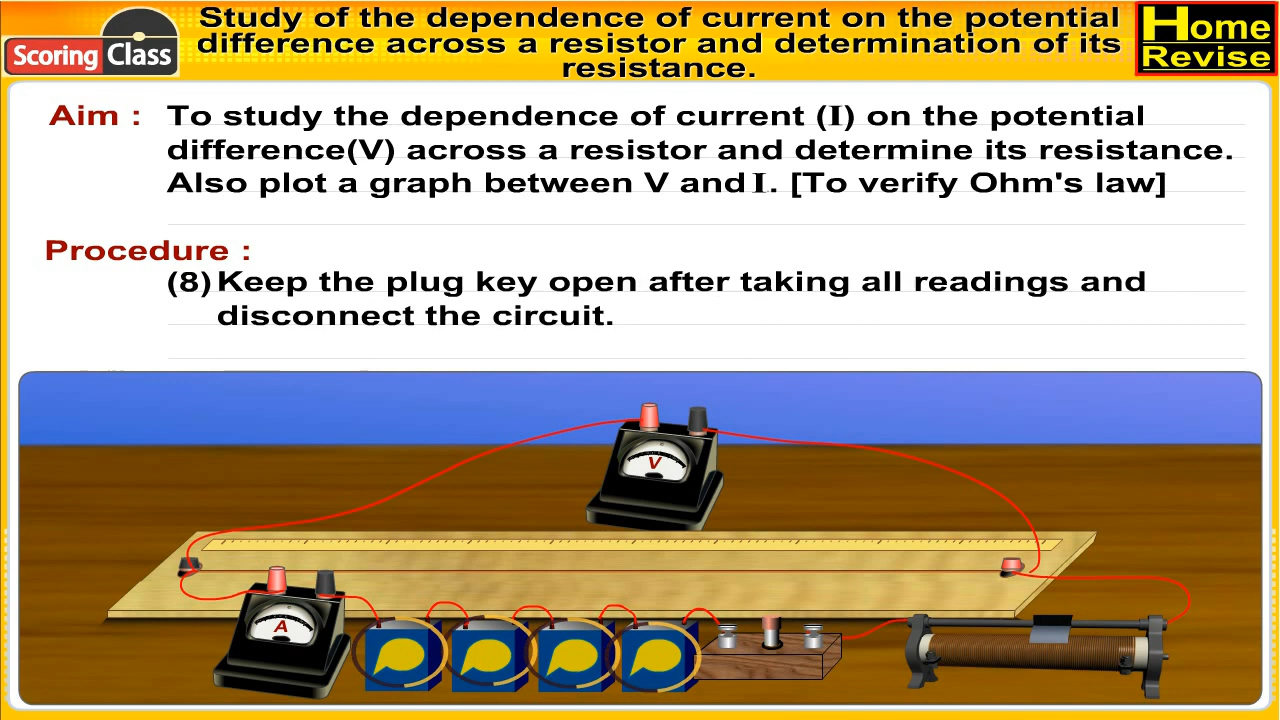 Study of the dependence of current on the potential
difference across a resistor and determination of its
resistance.
Scoring Class
Home
Revise
Aim : To study the dependence of current (I) on the potential
difference(V) across a resistor and determine its resistance.
Also plot a graph between V and I. [To verify Ohm's law]
Procedure :
(8) Keep the plug key open after taking all readings and
disconnect the circuit.
V
A